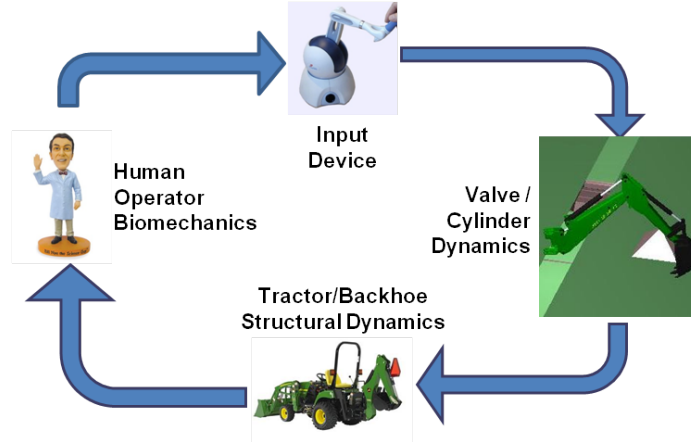 Input
Device
Human
Operator
Biomechanics
Valve /
Cylinder
Dynamics
Tractor/Backhoe
Structural Dynamics